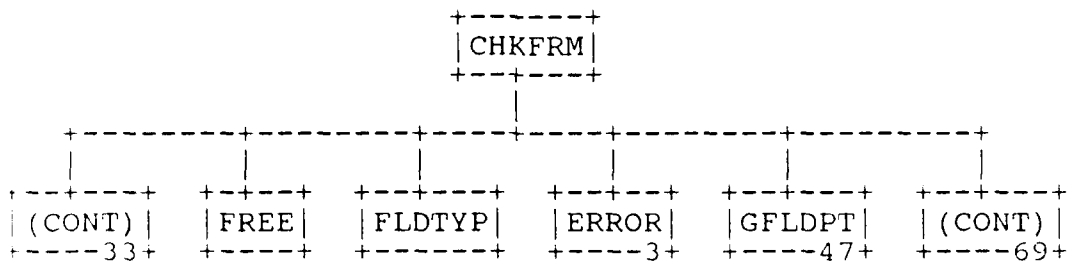 CHKFRM
(CONT) FREE FLDTYP ERROR GFLDPT (CONT)
33 3 47 69